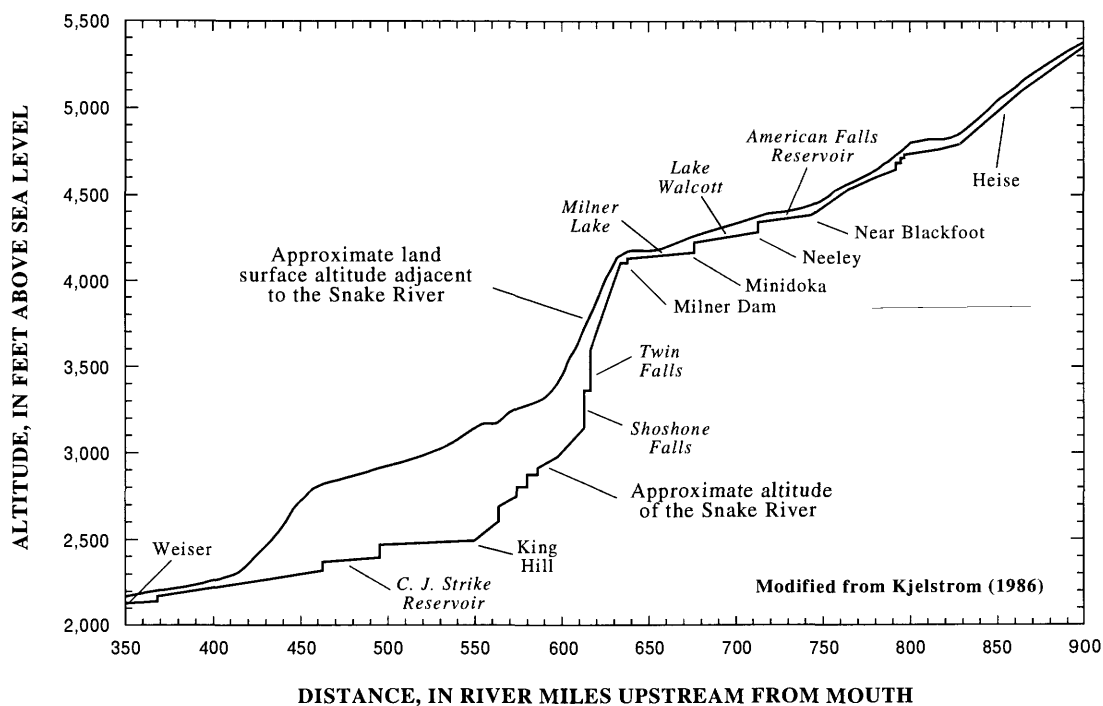 ALTITUDE, IN FEET ABOVE SEA LEVEL
5,500
5,000
4,500
4,000
3,500
3,000
2,500
2,000
American Falls
Reservoir
Lake
Walcott
Milner
Lake
Heise
Near Blackfoot
Neeley
Minidoka
Milner Dam
Approximate land
surface altitude adjacent
to the Snake River
Twin
Falls
Shoshone
Falls
Approximate altitude
of the Snake River
King
Hill
Weiser
C. J. Strike
Reservoir
Modified from Kjelstrom (1986)
350 400 450 500 550 600 650 700 750 800 850 900
DISTANCE, IN RIVER MILES UPSTREAM FROM MOUTH